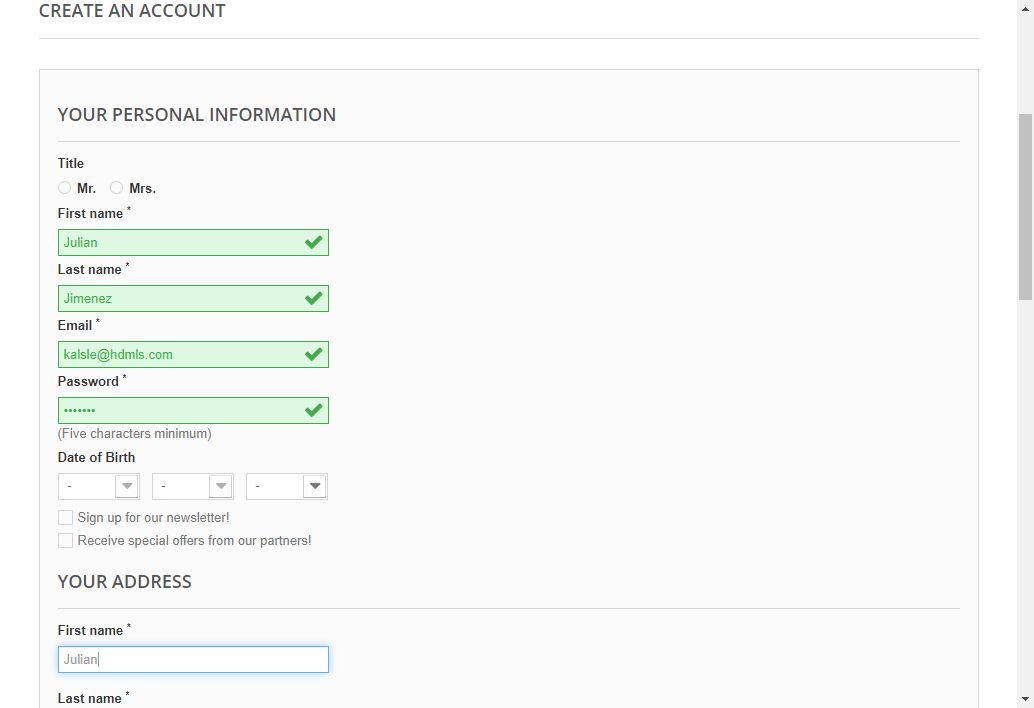 CREATE AN ACCOUNT
YOUR PERSONAL INFORMATION
Title
Mr. Mrs.
First name *
Julian
Last name *
Jimenez
Email *
kalsle@hdmls.com
Password *
•••••••
(Five characters minimum)
Date of Birth
- - -
Sign up for our newsletter!
Receive special offers from our partners!
YOUR ADDRESS
First name *
Julian
Last name *